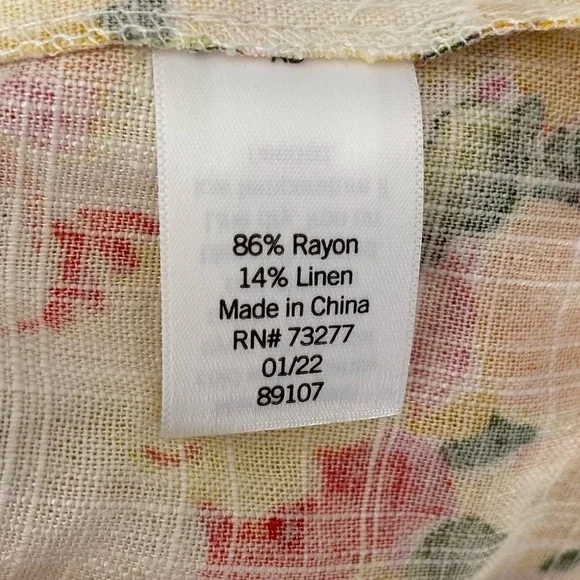 86% Rayon
14% Linen
Made in China
RN# 73277
01/22
89107